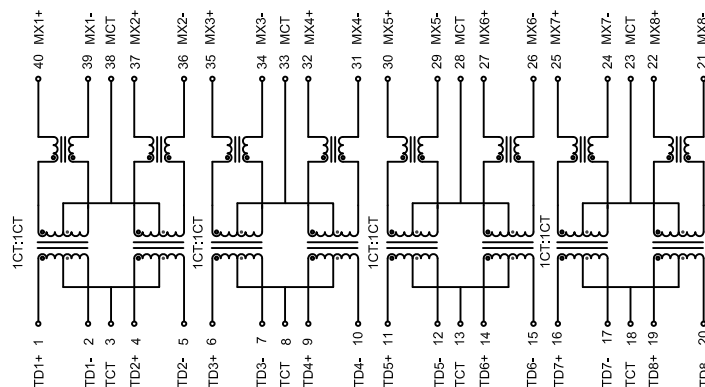 40 MX1+
39 MX1-
38 MCT
37 MX2+
36 MX2-
35 MX3+
34 MX3-
33 MCT
32 MX4+
31 MX4-
30 MX5+
29 MX5-
28 MCT
27 MX6+
26 MX6-
25 MX7+
24 MX7-
23 MCT
22 MX8+
21 MX8-
1CT:1CT
1CT:1CT
1CT:1CT
1CT:1CT
TD1+ 1
TD1- 2
TCT 3
TD2+ 4
TD2- 5
TD3+ 6
TD3- 7
TCT 8
TD4+ 9
TD4- 10
TD5+ 11
TD5- 12
TCT 13
TD6+ 14
TD6- 15
TD7+ 16
TD7- 17
TCT 18
TD8+ 19
TD8 20